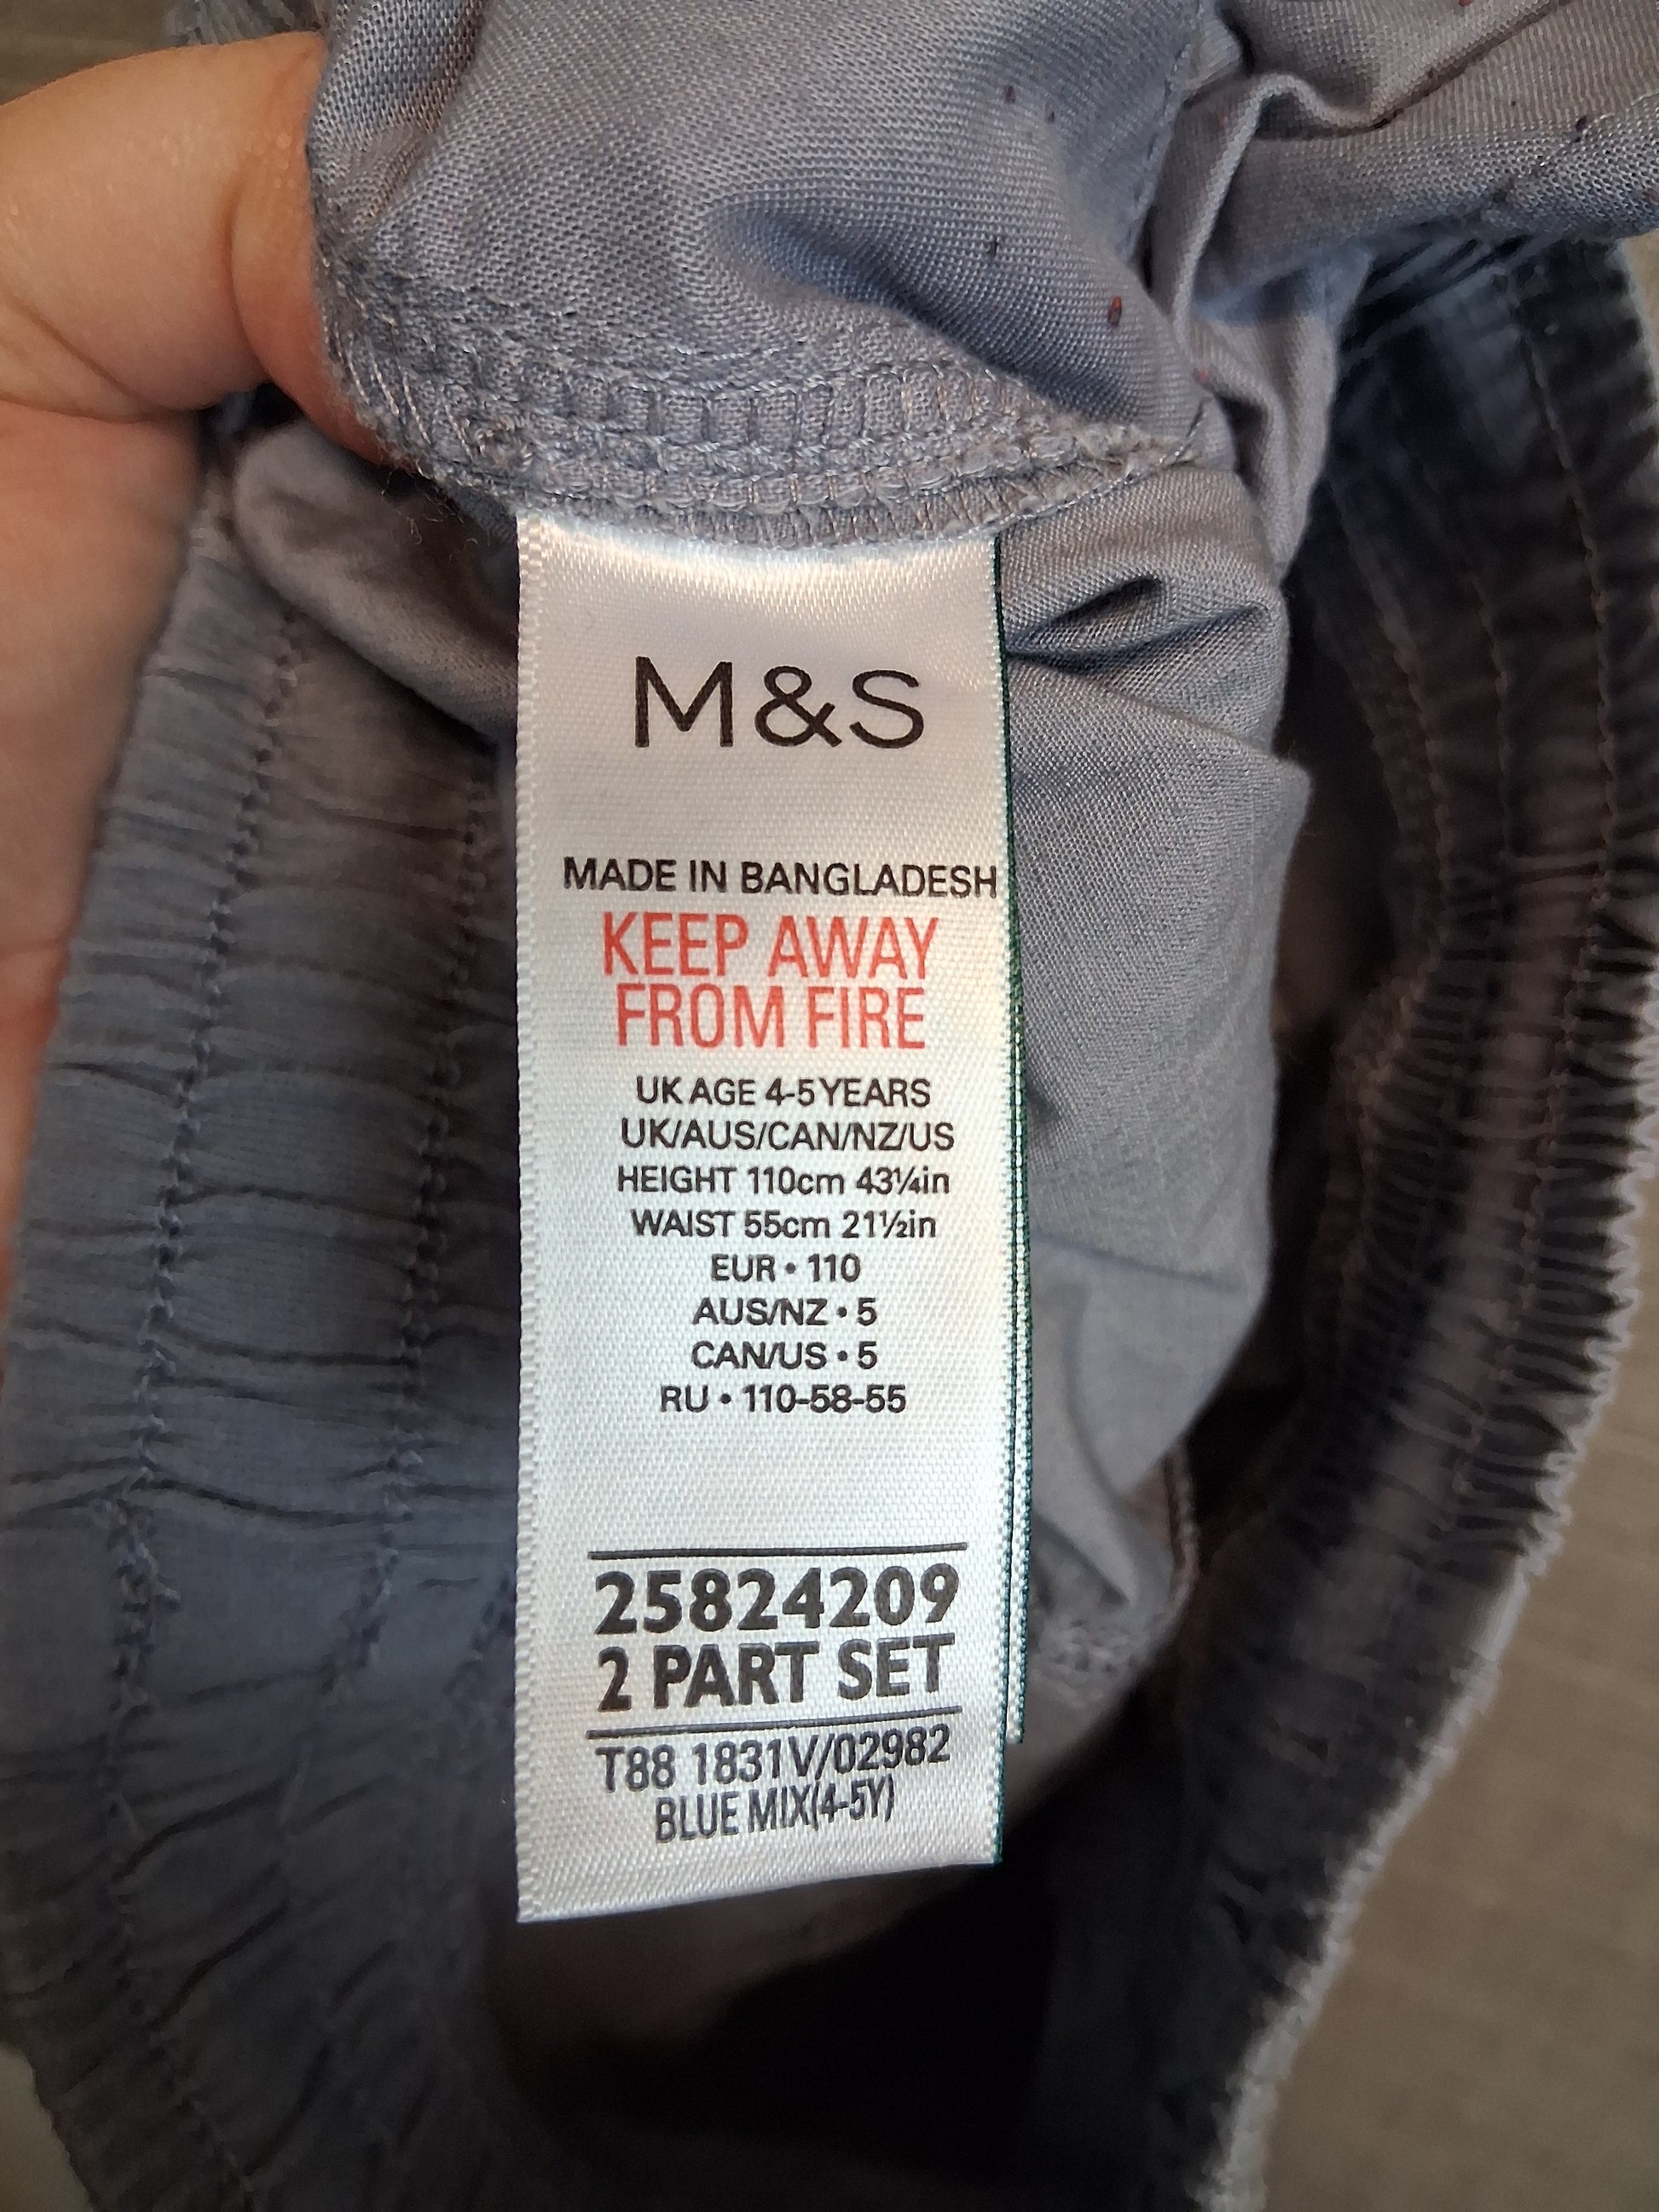 M&S
MADE IN BANGLADESH
KEEP AWAY
FROM FIRE
UK AGE 4-5 YEARS
UK/AUS/CAN/NZ/US
HEIGHT 110cm 43¼in
WAIST 55cm 21½in
EUR • 110
AUS/NZ • 5
CAN/US • 5
RU • 110-58-55
25824209
2 PART SET
T88 1831V/02982
BLUE MIX(4-5Y)